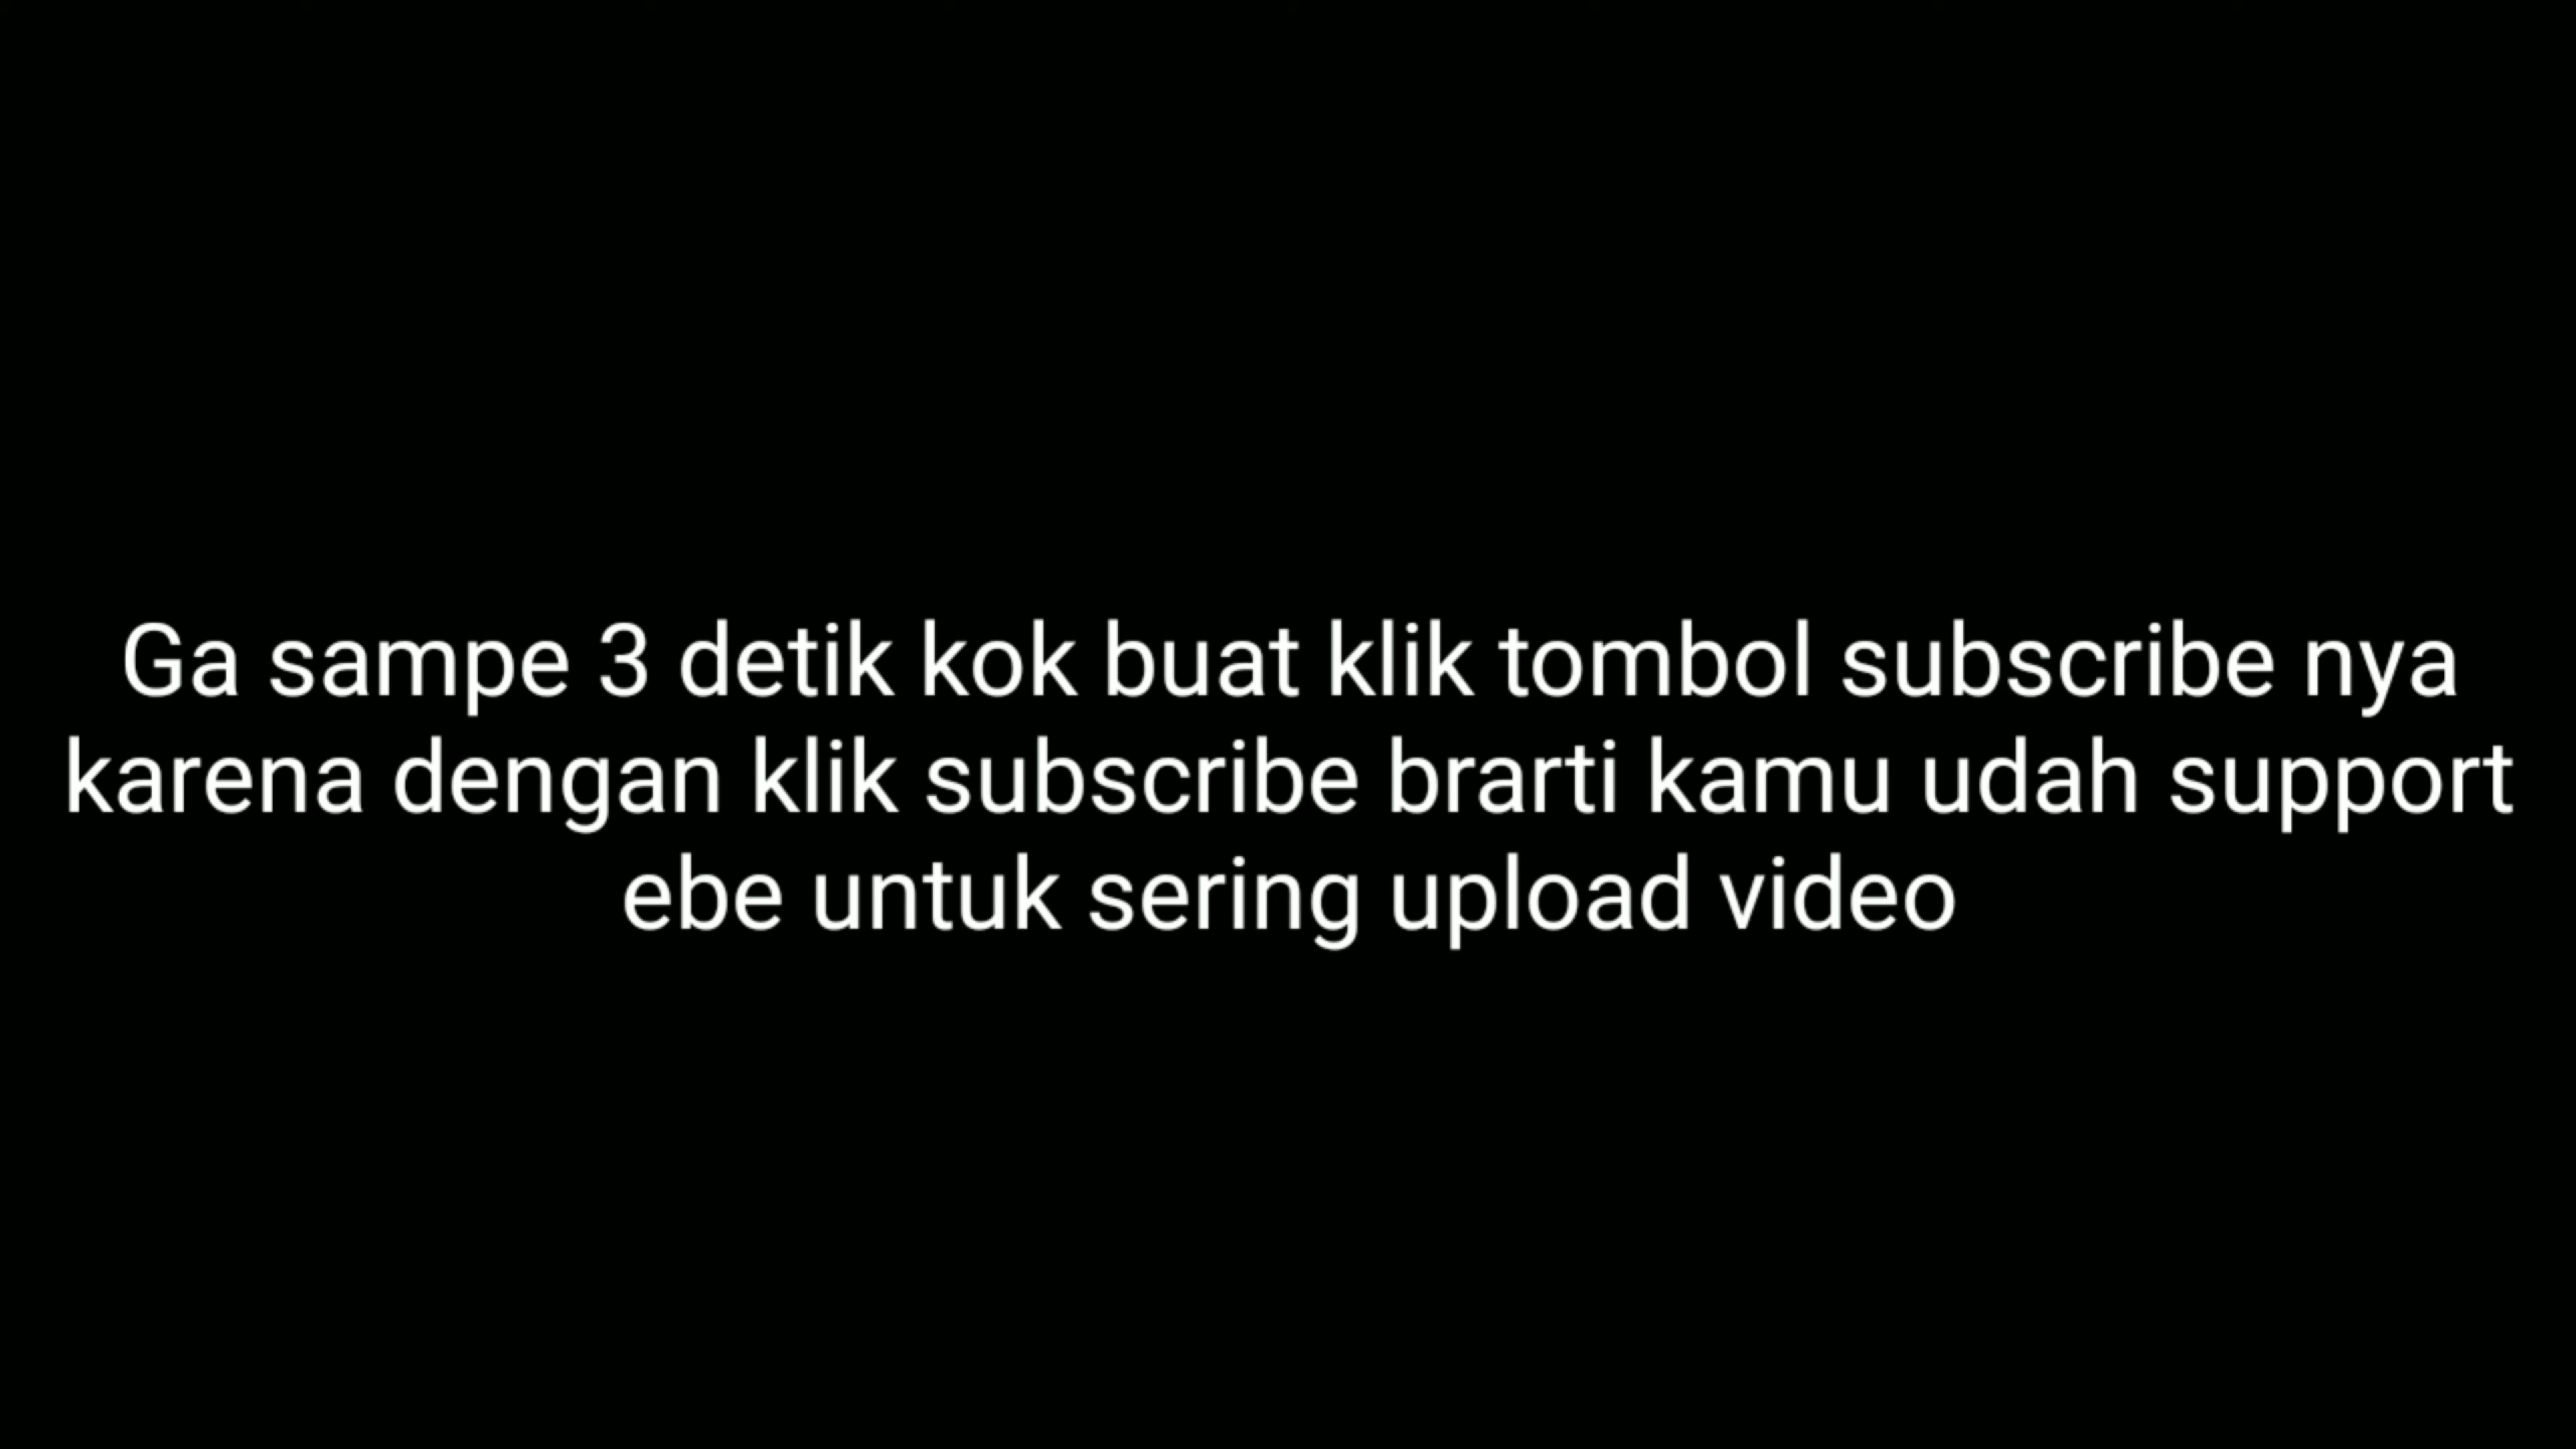 Ga sampe 3 detik kok buat klik tombol subscribe nya
karena dengan klik subscribe brarti kamu udah support
ebe untuk sering upload video